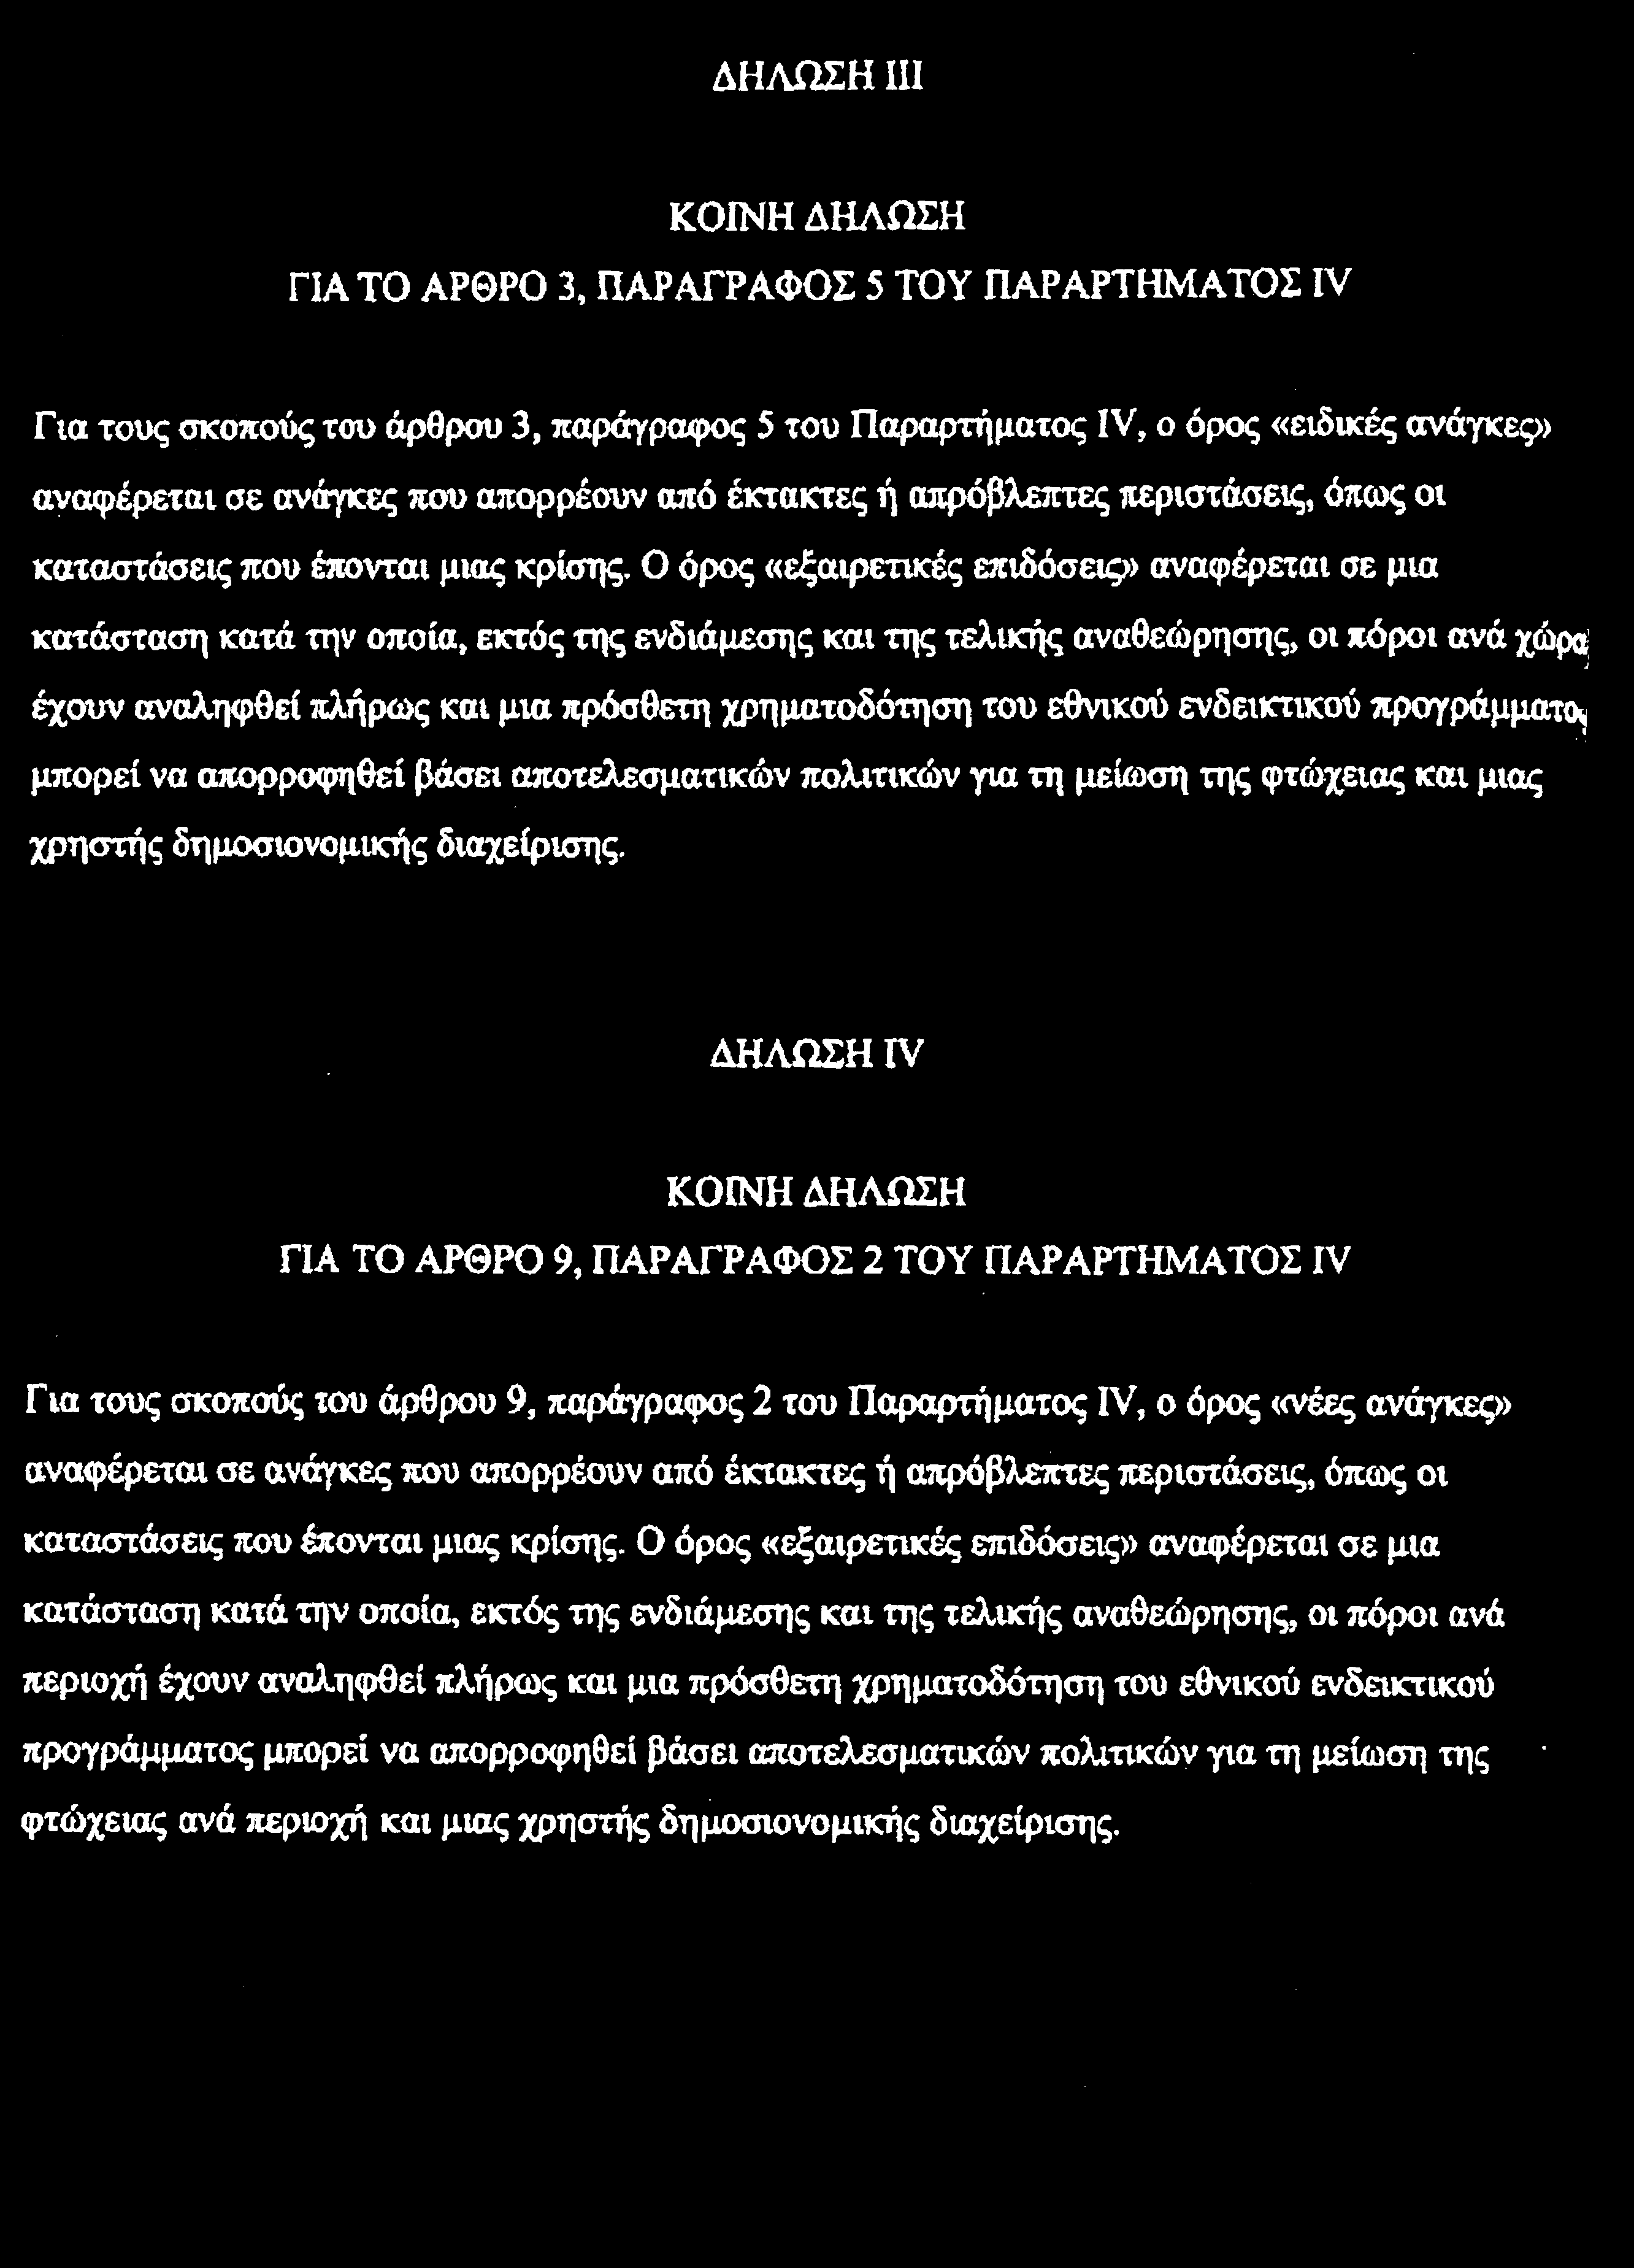 ΔΗΛΩΣΗ III
ΚΟΙΝΗ ΔΗΛΩΣΗ
ΓΙΑ ΤΟ ΑΡΘΡΟ 3, ΠΑΡΑΓΡΑΦΟΣ 5 ΤΟΥ ΠΑΡΑΡΤΗΜΑΤΟΣ IV
Για τους σκοπούς του άρθρου 3, παράγραφος 5 του Παραρτήματος IV, ο όρος «ειδικές ανάγκες»
αναφέρεται σε ανάγκες που απορρέουν από έκτακτες ή απρόβλεπτες περιστάσεις, όπως οι
καταστάσεις που έπονται μιας κρίσης. Ο όρος «εξαιρετικές επιδόσεις» αναφέρεται σε μια
κατάσταση κατά την οποία, εκτός της ενδιάμεσης και της τελικής αναθεώρησης, οι πόροι ανά χώρα
έχουν αναληφθεί πλήρως και μια πρόσθετη χρηματοδότηση του εθνικού ενδεικτικού προγράμματος
μπορεί να απορροφηθεί βάσει αποτελεσματικών πολιτικών για τη μείωση της φτώχειας και μιας
χρηστής δημοσιονομικής διαχείρισης.
ΔΗΛΩΣΗ IV
ΚΟΙΝΗ ΔΗΛΩΣΗ
ΓΙΑ ΤΟ ΑΡΘΡΟ 9, ΠΑΡΑΓΡΑΦΟΣ 2 ΤΟΥ ΠΑΡΑΡΤΗΜΑΤΟΣ IV
Για τους σκοπούς του άρθρου 9, παράγραφος 2 του Παραρτήματος IV, ο όρος «νέες ανάγκες»
αναφέρεται σε ανάγκες που απορρέουν από έκτακτες ή απρόβλεπτες περιστάσεις, όπως οι
καταστάσεις που έπονται μιας κρίσης. Ο όρος «εξαιρετικές επιδόσεις» αναφέρεται σε μια
κατάσταση κατά την οποία, εκτός της ενδιάμεσης και της τελικής αναθεώρησης, οι πόροι ανά
περιοχή έχουν αναληφθεί πλήρως και μια πρόσθετη χρηματοδότηση του εθνικού ενδεικτικού
προγράμματος μπορεί να απορροφηθεί βάσει αποτελεσματικών πολιτικών για τη μείωση της
φτώχειας ανά περιοχή και μιας χρηστής δημοσιονομικής διαχείρισης.